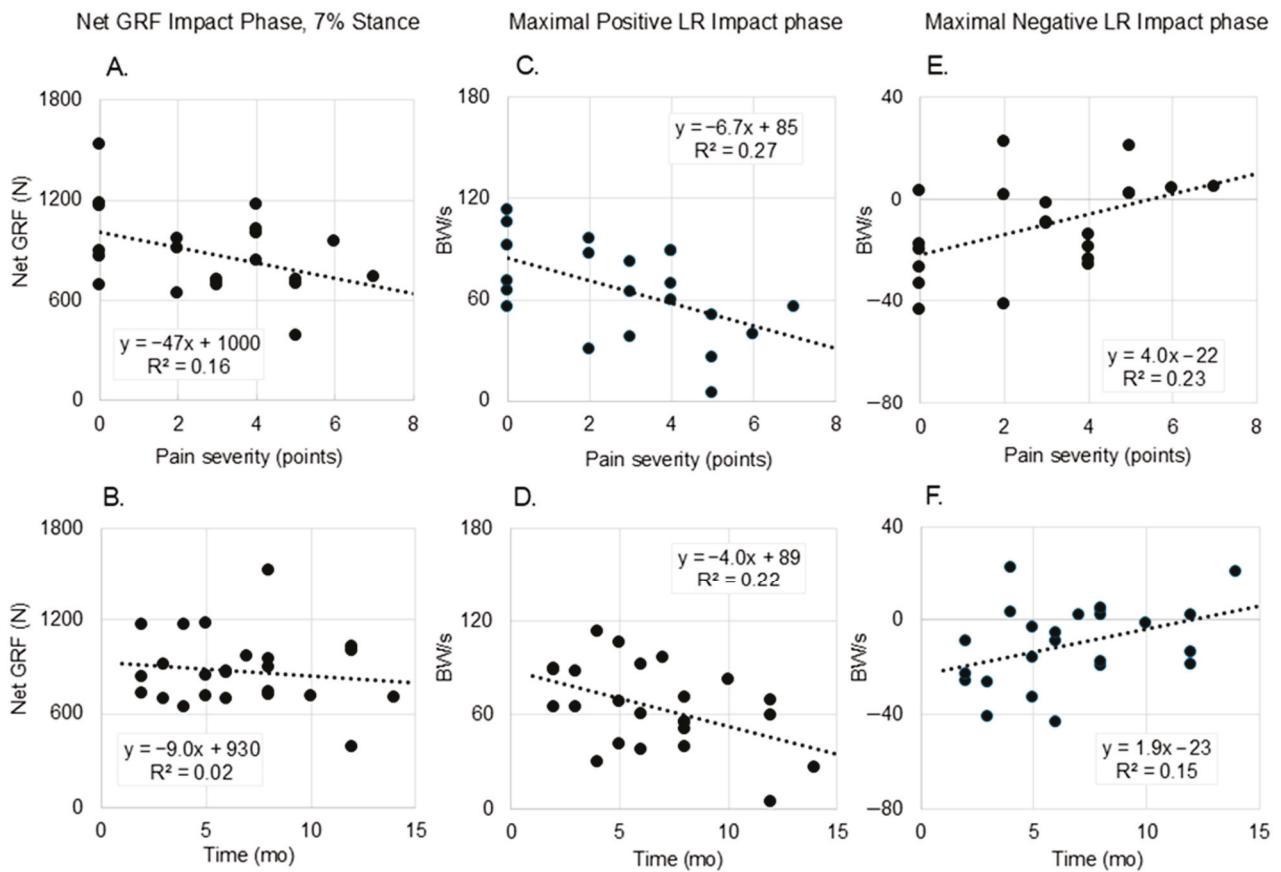 Net GRF Impact Phase, 7% Stance
Maximal Positive LR Impact phase
Maximal Negative LR Impact phase
A.
Net GRF (N)
1800
1200
600
0
y = −47x + 1000
R² = 0.16
0 2 4 6 8
Pain severity (points)
C.
BW/s
180
120
60
0
y = −6.7x + 85
R² = 0.27
0 2 4 6 8
Pain severity (points)
E.
BW/s
40
0
−40
−80
y = 4.0x − 22
R² = 0.23
0 2 4 6 8
Pain severity (points)
B.
Net GRF (N)
1800
1200
600
0
y = −9.0x + 930
R² = 0.02
0 5 10 15
Time (mo)
D.
BW/s
180
120
60
0
y = −4.0x + 89
R² = 0.22
0 5 10 15
Time (mo)
F.
BW/s
40
0
−40
−80
y = 1.9x − 23
R² = 0.15
0 5 10 15
Time (mo)